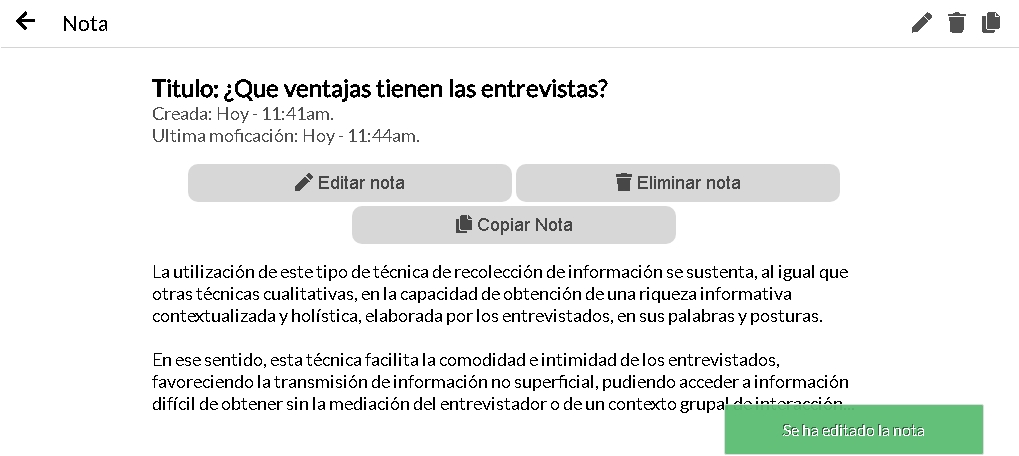 Nota
Titulo: ¿Que ventajas tienen las entrevistas?
Creada: Hoy - 11:41am.
Ultima moficación: Hoy - 11:44am.
Editar nota
Eliminar nota
Copiar Nota
La utilización de este tipo de técnica de recolección de información se sustenta, al igual que
otras técnicas cualitativas, en la capacidad de obtención de una riqueza informativa
contextualizada y holística, elaborada por los entrevistados, en sus palabras y posturas.
En ese sentido, esta técnica facilita la comodidad e intimidad de los entrevistados,
favoreciendo la transmisión de información no superficial, pudiendo acceder a información
difícil de obtener sin la mediación del entrevistador o de un contexto grupal de interacción...
Se ha editado la nota